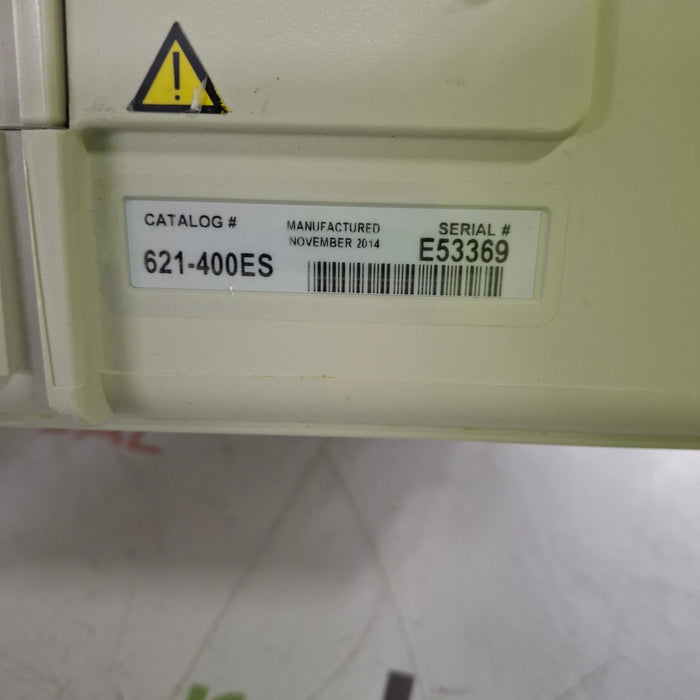 !
CATALOG #
621-400ES
MANUFACTURED
NOVEMBER 2014
SERIAL #
E53369